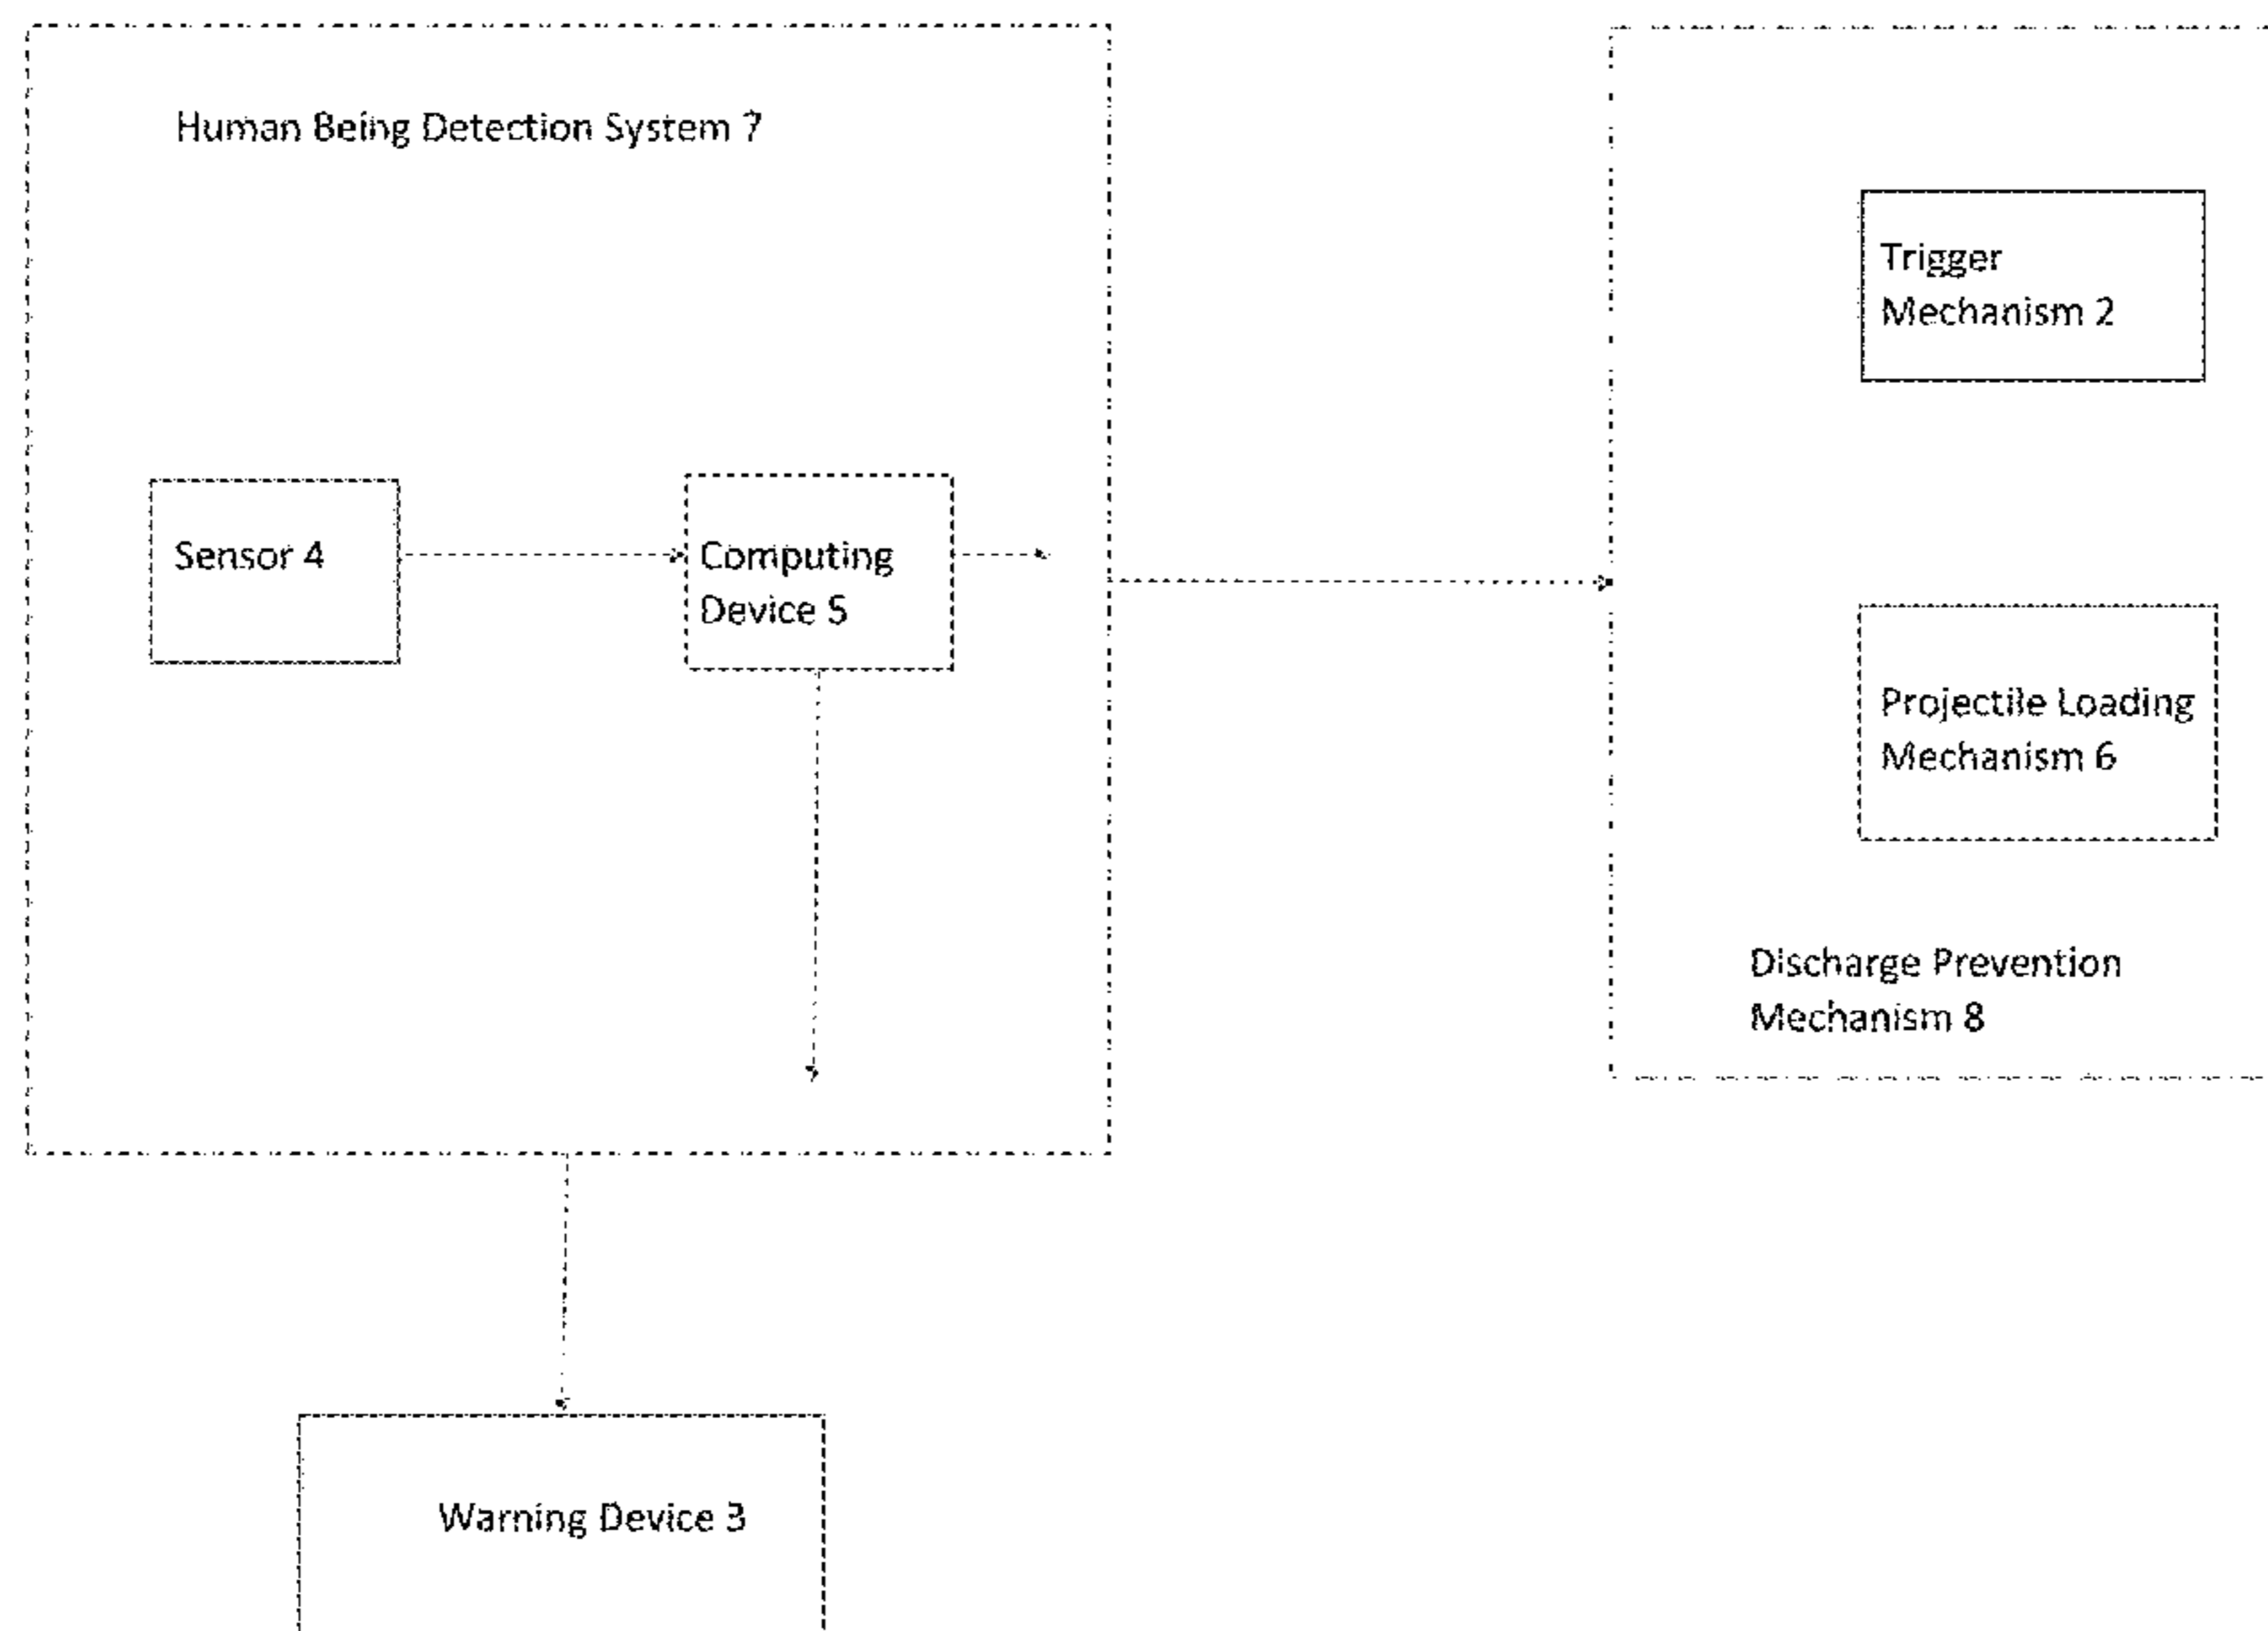 Human Being Detection System 7
Trigger
Mechanism 2
Sensor 4
Computing
Device 5
Projectile Loading
Mechanism 6
Discharge Prevention
Mechanism 8
Warning Device 3